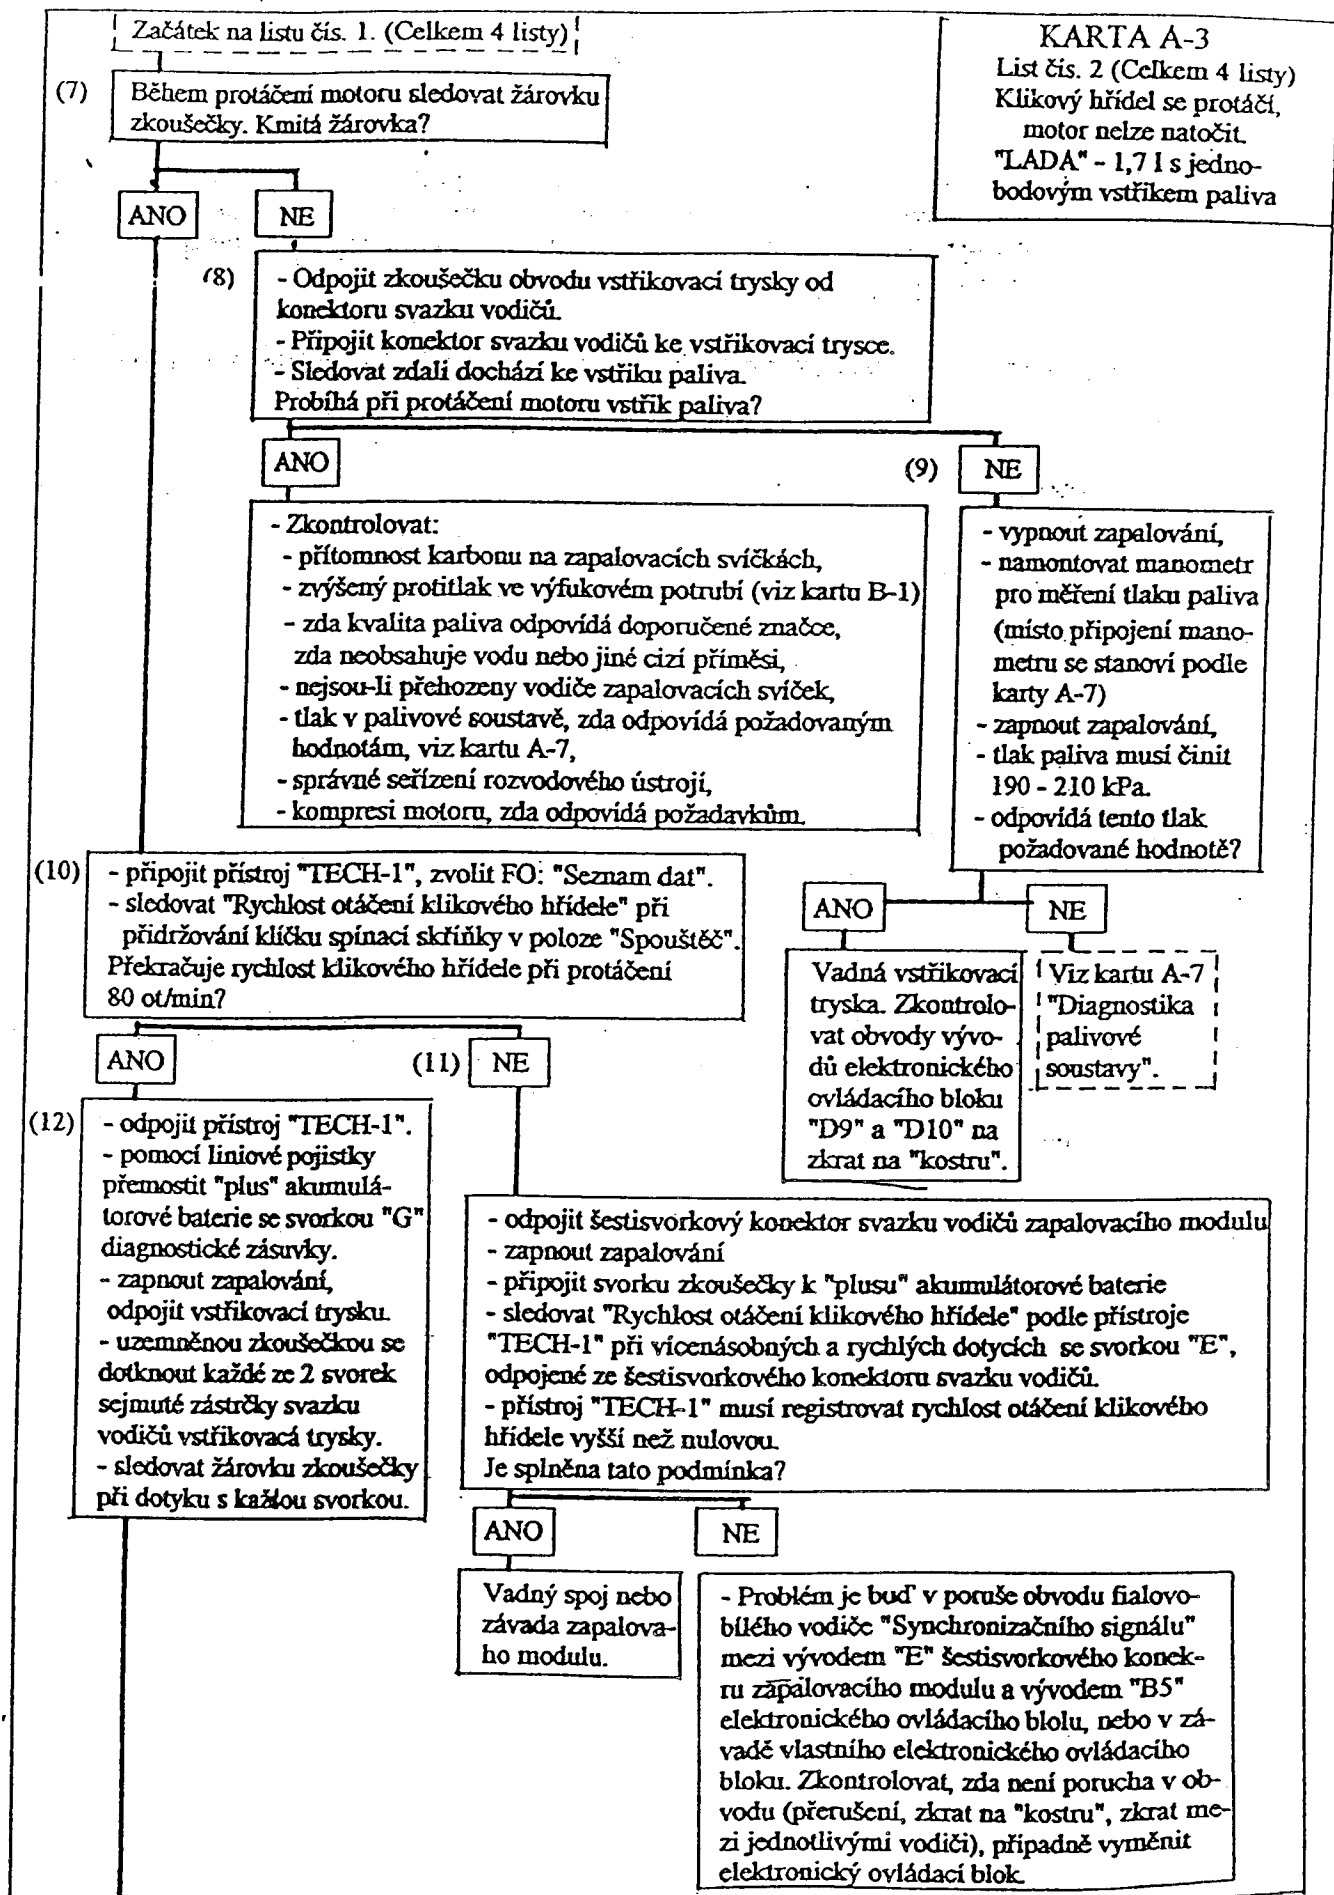 Začátek na listu čís. 1. (Celkem 4 listy)
KARTA A-3
List čís. 2 (Celkem 4 listy)
Klikový hřídel se protáčí,
motor nelze natočit.
"LADA" - 1,7 l s jedno-
bodovým vstřikem paliva
(7)
Během protáčení motoru sledovat žárovku
zkoušečky. Kmitá žárovka?
ANO
NE
(8)
- Odpojit zkoušečku obvodu vstřikovací trysky od
konektoru svazku vodičů.
- Připojit konektor svazku vodičů ke vstřikovací trysce.
- Sledovat zdali dochází ke vstřiku paliva.
Probíhá při protáčení motoru vstřik paliva?
ANO
(9)
NE
- Zkontrolovat:
- přítomnost karbonu na zapalovacích svíčkách,
- zvýšený protitlak ve výfukovém potrubí (viz kartu B-1)
- zda kvalita paliva odpovídá doporučené značce,
zda neobsahuje vodu nebo jiné cizí příměsi,
- nejsou-li přehozeny vodiče zapalovacích svíček,
- tlak v palivové soustavě, zda odpovídá požadovaným
hodnotám, viz kartu A-7,
- správné seřízení rozvodového ústrojí,
- kompresi motoru, zda odpovídá požadavkům.
- vypnout zapalování,
- namontovat manometr
pro měření tlaku paliva
(místo připojení mano-
metru se stanoví podle
karty A-7)
- zapnout zapalování,
- tlak paliva musí činit
190 - 210 kPa.
- odpovídá tento tlak
požadované hodnotě?
ANO
NE
Vadná vstřikovací
tryska. Zkontrolo-
vat obvody vývo-
dů elektronického
ovládacího bloku
"D9" a "D10" na
zkrat na "kostru".
Viz kartu A-7
"Diagnostika
palivové
soustavy".
(10)
- připojit přístroj "TECH-1", zvolit FO: "Seznam dat".
- sledovat "Rychlost otáčení klikového hřídele" při
přidržování klíčku spínací skříňky v poloze "Spouštěč".
Překračuje rychlost klikového hřídele při protáčení
80 ot/min?
ANO
(11)
NE
(12)
- odpojit přístroj "TECH-1".
- pomocí liniové pojistky
přemostit "plus" akumulá-
torové baterie se svorkou "G"
diagnostické zásuvky.
- zapnout zapalování,
odpojit vstřikovací trysku.
- uzemněnou zkoušečkou se
dotknout každé ze 2 svorek
sejmuté zástrčky svazku
vodičů vstřikovacá trysky.
- sledovat žárovku zkoušečky
při dotyku s každou svorkou.
- odpojit šestisvorkový konektor svazku vodičů zapalovacího modulu
- zapnout zapalování
- připojit svorku zkoušečky k "plusu" akumulátorové baterie
- sledovat "Rychlost otáčení klikového hřídele" podle přístroje
"TECH-1" při vícenásobných a rychlých dotycích se svorkou "E",
odpojené ze šestisvorkového konektoru svazku vodičů.
- přístroj "TECH-1" musí registrovat rychlost otáčení klikového
hřídele vyšší než nulovou.
Je splněna tato podmínka?
ANO
NE
Vadný spoj nebo
závada zapalova-
ho modulu.
- Problém je buď v poruše obvodu fialovo-
bílého vodiče "Synchronizačního signálu"
mezi vývodem "E" šestisvorkového konek-
ru zapalovacího modulu a vývodem "B5"
elektronického ovládacího blolu, nebo v zá-
vadě vlastního elektronického ovládacího
bloku. Zkontrolovat, zda není porucha v ob-
vodu (přerušení, zkrat na "kostru", zkrat me-
zi jednotlivými vodiči), případně vyměnit
elektronický ovládací blok.